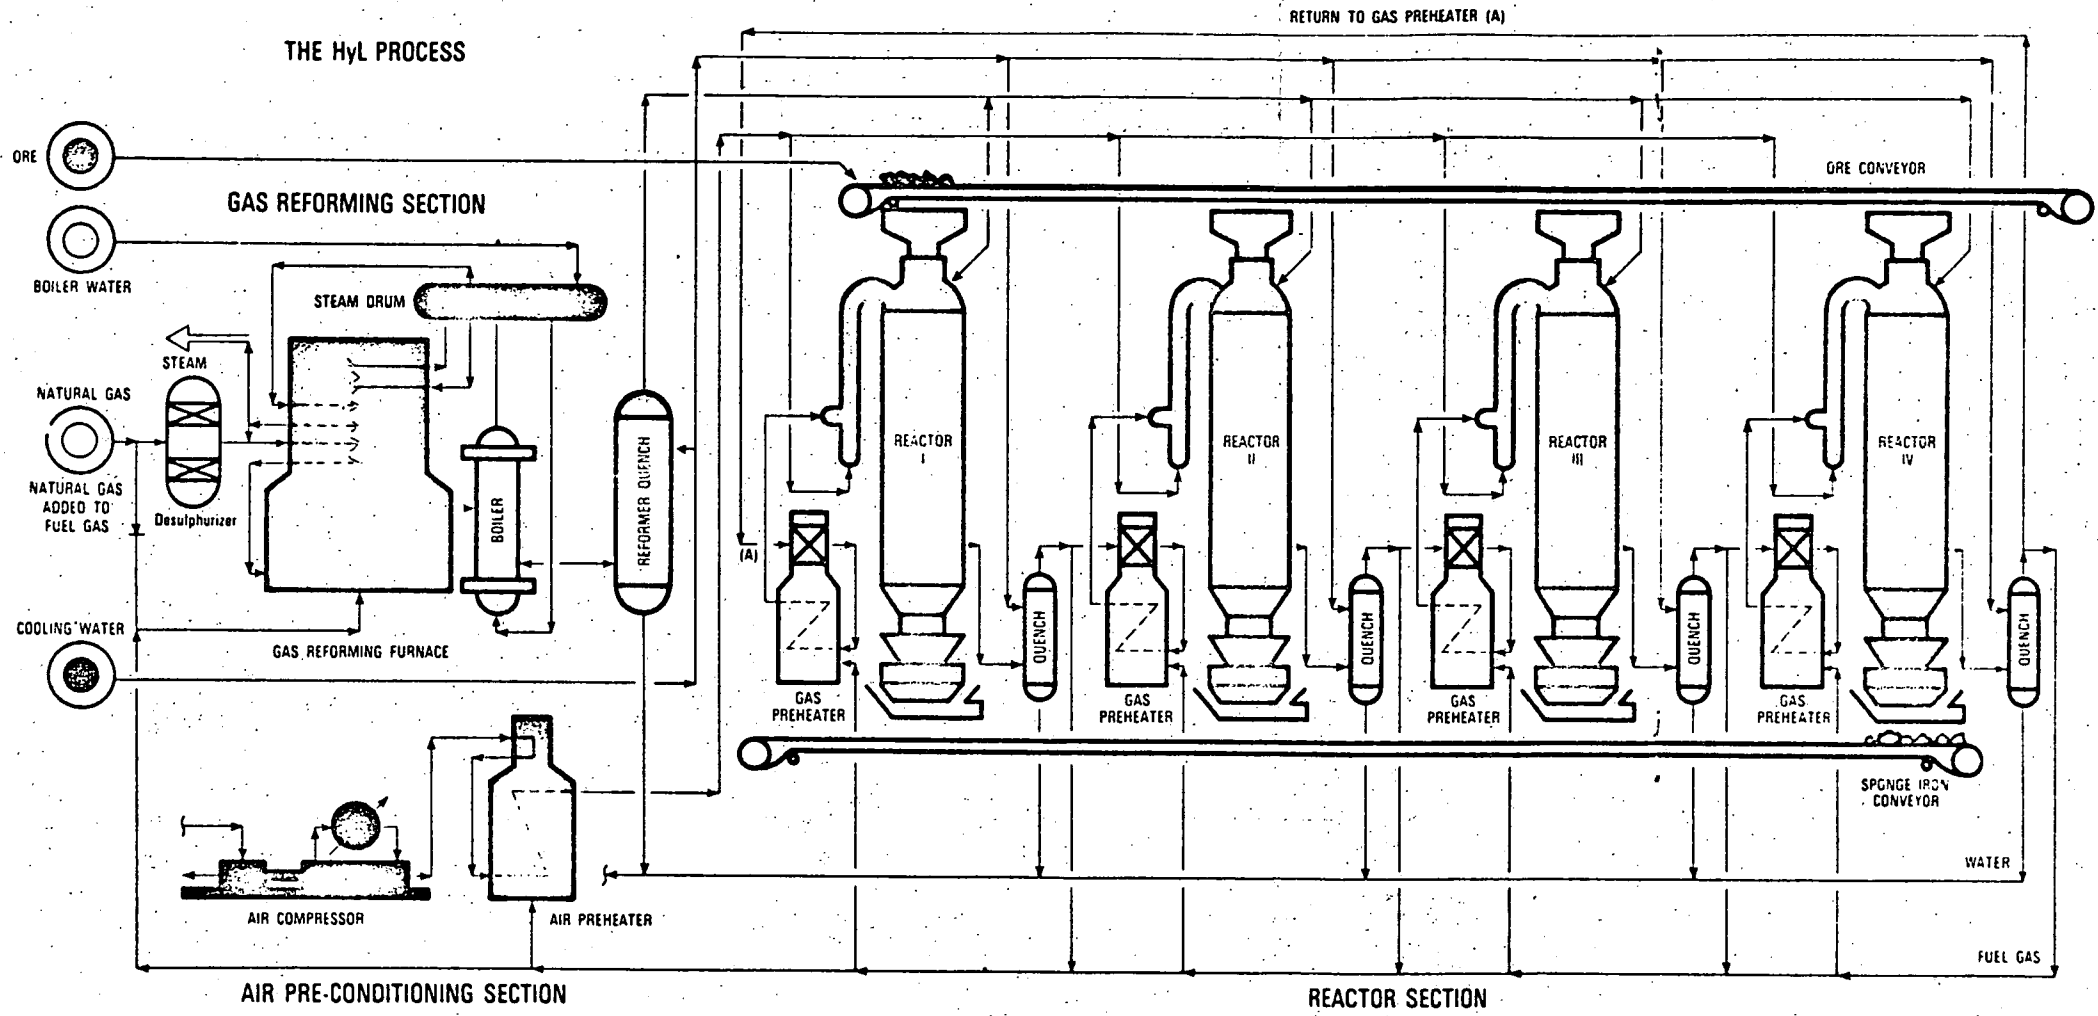 RETURN TO GAS PREHEATER (A)
THE HyL PROCESS
ORE
ORE CONVEYOR
GAS REFORMING SECTION
BOILER WATER
STEAM DRUM
STEAM
NATURAL GAS
NATURAL GAS
ADDED TO
FUEL GAS
Desulphurizer
BOILER
REFORMER QUENCH
REACTOR
I
REACTOR
II
REACTOR
III
REACTOR
IV
(A)
COOLING WATER
GAS REFORMING FURNACE
QUENCH
QUENCH
QUENCH
QUENCH
GAS
PREHEATER
GAS
PREHEATER
GAS
PREHEATER
GAS
PREHEATER
SPONGE IRON
CONVEYOR
WATER
AIR COMPRESSOR
AIR PREHEATER
FUEL GAS
AIR PRE-CONDITIONING SECTION
REACTOR SECTION